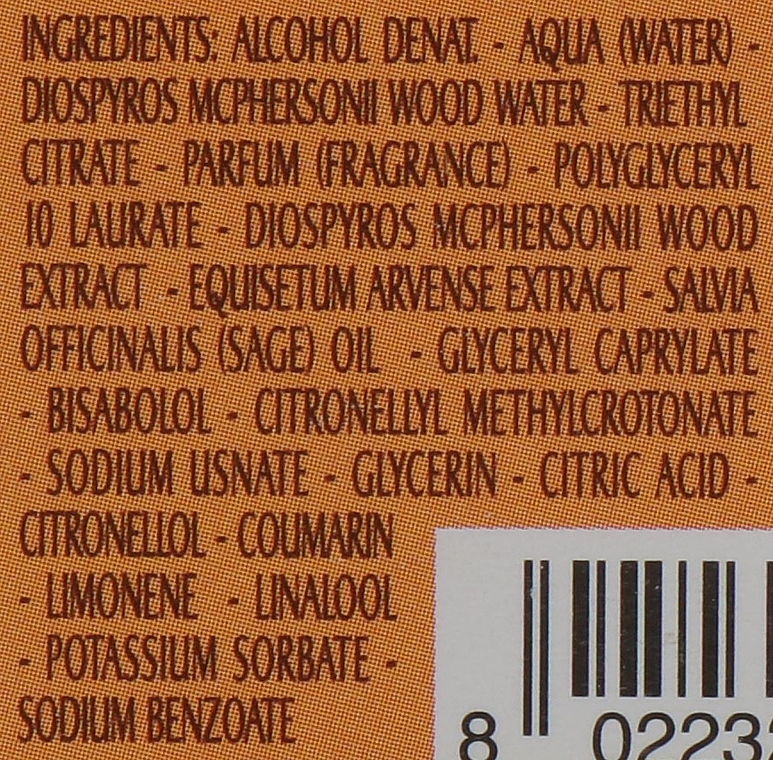 INGREDIENTS: ALCOHOL DENAT. - AQUA (WATER) -
DIOSPYROS MCPHERSONII WOOD WATER - TRIETHYL
CITRATE - PARFUM (FRAGRANCE) - POLYGLYCERYL
10 LAURATE - DIOSPYROS MCPHERSONII WOOD
EXTRACT - EQUISETUM ARVENSE EXTRACT - SALVIA
OFFICINALIS (SAGE) OIL - GLYCERYL CAPRYLATE
- BISABOLOL - CITRONELLYL METHYLCROTONATE
- SODIUM USNATE - GLYCERIN - CITRIC ACID -
CITRONELLOL - COUMARIN
- LIMONENE - LINALOOL
- POTASSIUM SORBATE -
SODIUM BENZOATE
8 02232